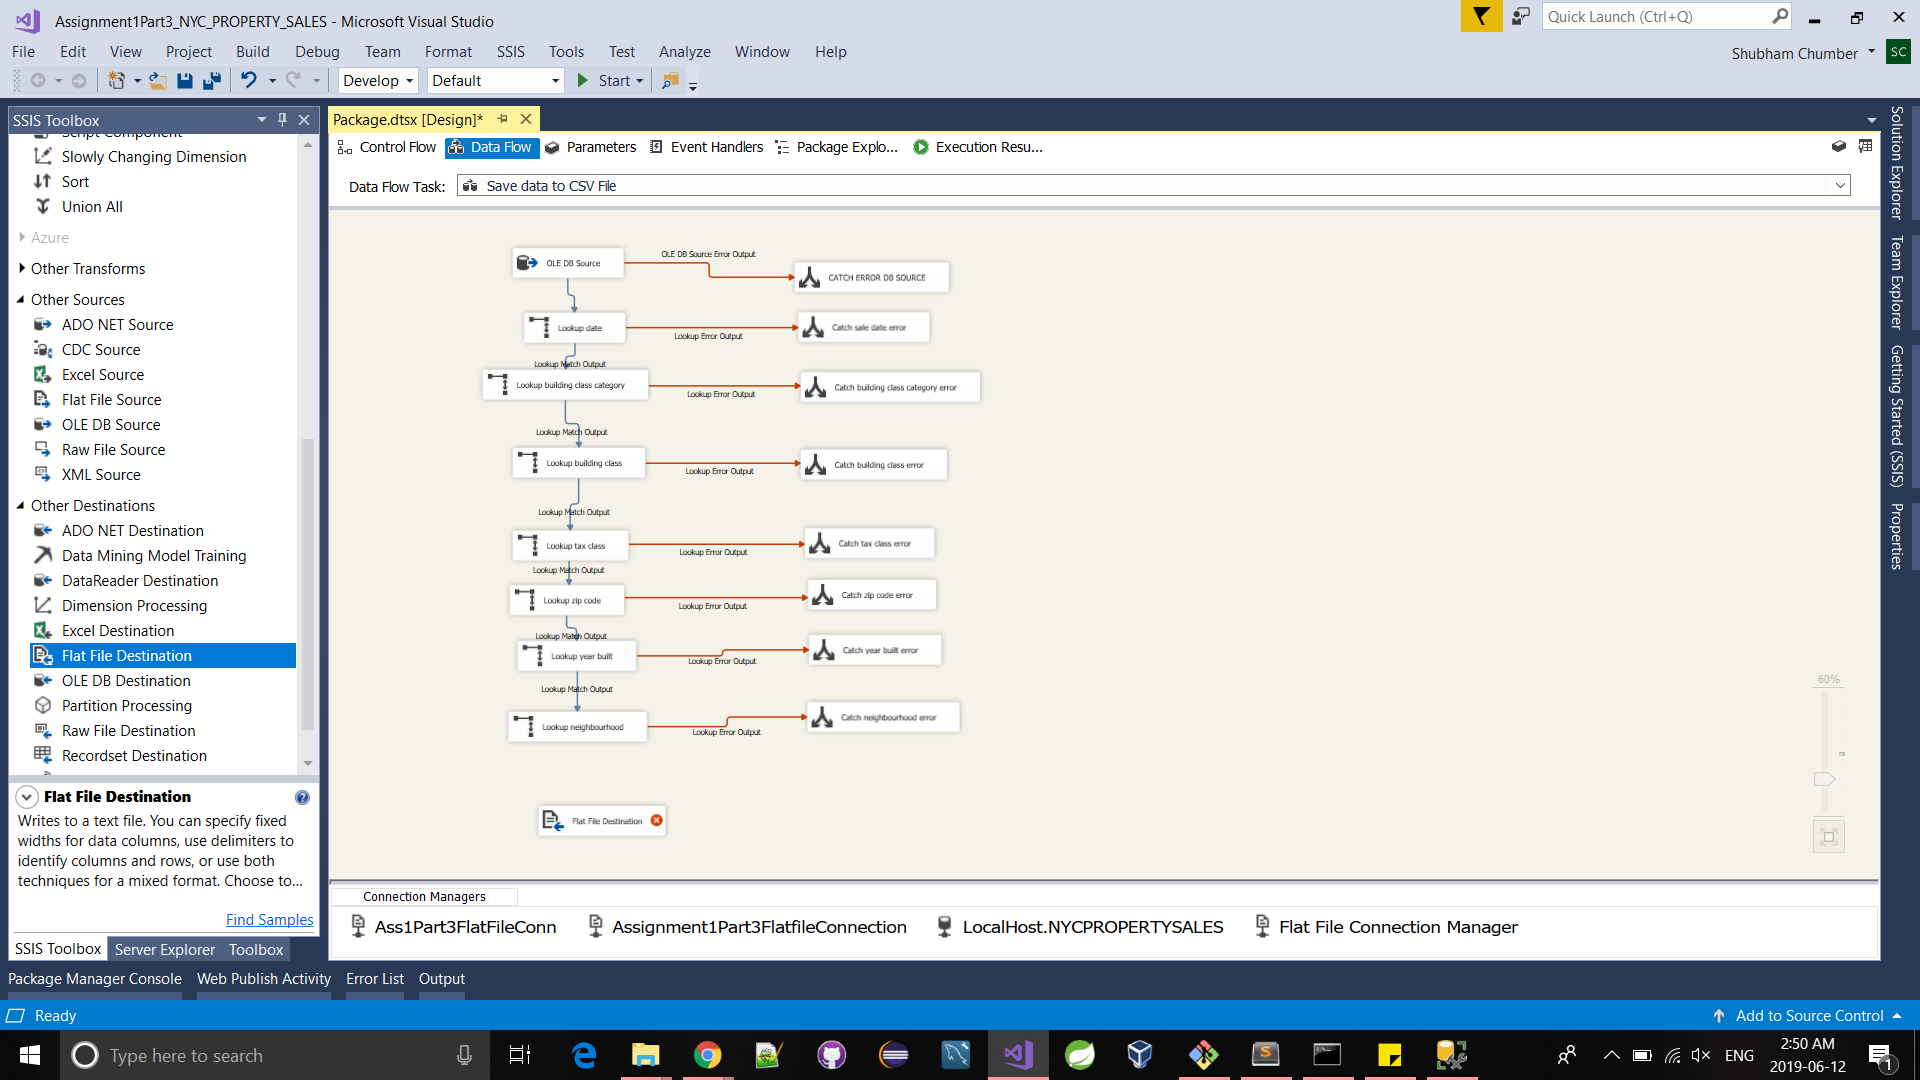 Assignment1Part3_NYC_PROPERTY_SALES - Microsoft Visual Studio
Quick Launch (Ctrl+Q)
File Edit View Project Build Debug Team Format SSIS Tools Test Analyze Window Help
Shubham Chumber SC
Develop Default Start
SSIS Toolbox
Package.dtsx [Design]*
Script Component
Slowly Changing Dimension
Sort
Union All
Azure
Other Transforms
Other Sources
ADO NET Source
CDC Source
Excel Source
Flat File Source
OLE DB Source
Raw File Source
XML Source
Other Destinations
ADO NET Destination
Data Mining Model Training
DataReader Destination
Dimension Processing
Excel Destination
Flat File Destination
OLE DB Destination
Partition Processing
Raw File Destination
Recordset Destination
Flat File Destination
Writes to a text file. You can specify fixed
widths for data columns, use delimiters to
identify columns and rows, or use both
techniques for a mixed format. Choose to...
Find Samples
SSIS Toolbox Server Explorer Toolbox
Control Flow Data Flow Parameters Event Handlers Package Explo... Execution Resu...
Data Flow Task: Save data to CSV File
OLE DB Source
OLE DB Source Error Output
CATCH ERROR DB SOURCE
Lookup date
Lookup Error Output
Catch sale date error
Lookup Match Output
Lookup building class category
Lookup Error Output
Catch building class category error
Lookup Match Output
Lookup building class
Lookup Error Output
Catch building class error
Lookup Match Output
Lookup tax class
Lookup Error Output
Catch tax class error
Lookup Match Output
Lookup zip code
Lookup Error Output
Catch zip code error
Lookup Match Output
Lookup year built
Lookup Error Output
Catch year built error
Lookup Match Output
Lookup neighbourhood
Lookup Error Output
Catch neighbourhood error
Flat File Destination
60%
Connection Managers
Ass1Part3FlatFileConn Assignment1Part3FlatfileConnection LocalHost.NYCPROPERTYSALES Flat File Connection Manager
Solution Explorer
Team Explorer
Getting Started (SSIS)
Properties
Package Manager Console Web Publish Activity Error List Output
Ready
Add to Source Control
Type here to search
ENG
2:50 AM
2019-06-12
1